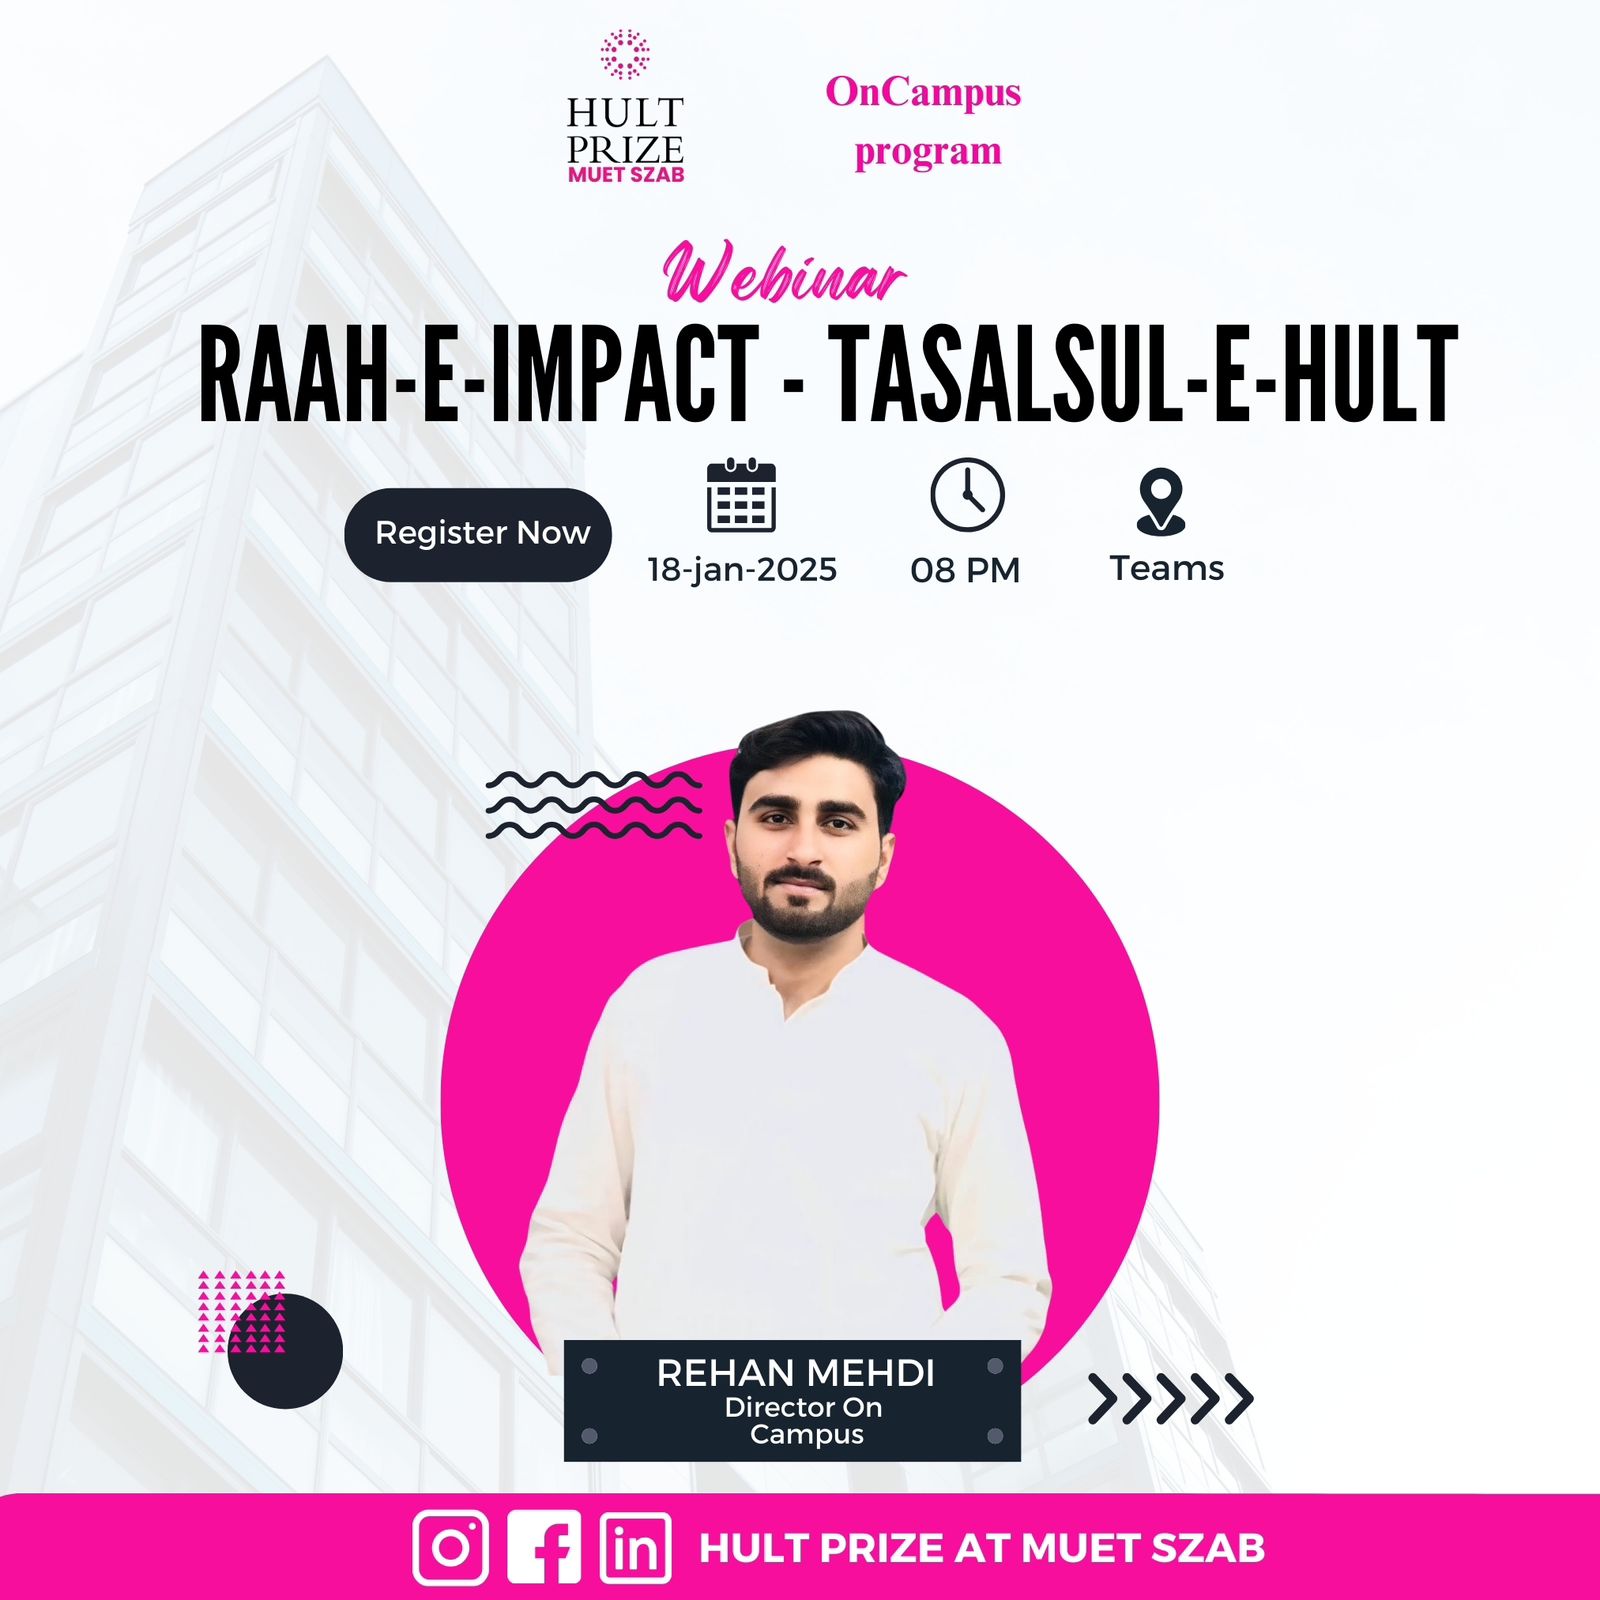 HULT
PRIZE
MUET SZAB
OnCampus
program
Webinar
RAAH-E-IMPACT - TASALSUL-E-HULT
Register Now
18-jan-2025
08 PM
Teams
REHAN MEHDI
Director On
Campus
HULT PRIZE AT MUET SZAB